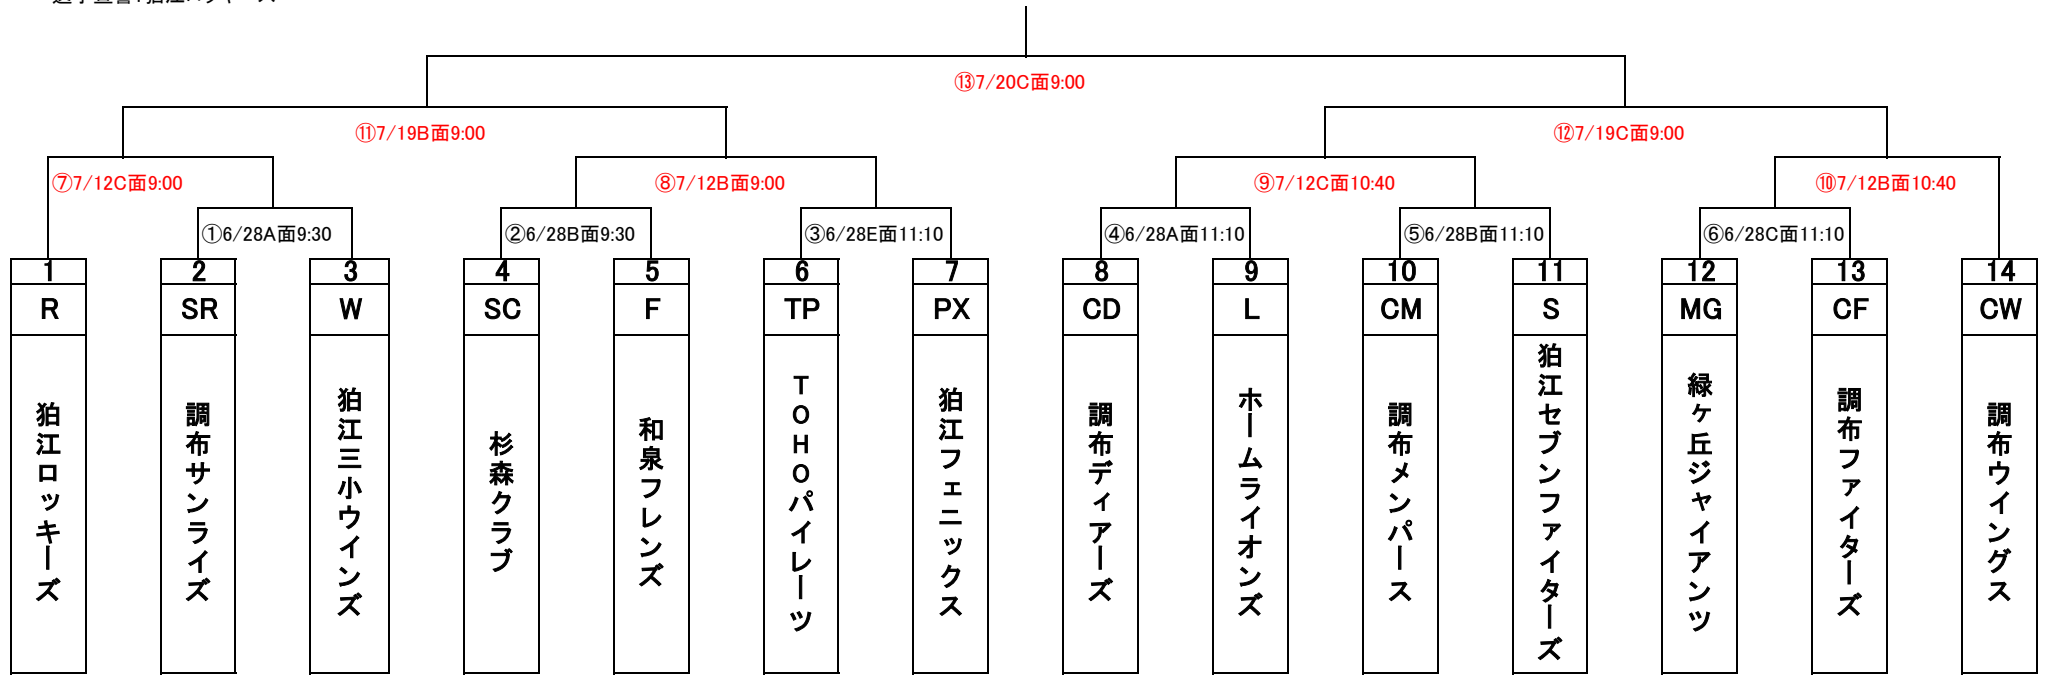 ⑬7/20C面9:00
⑪7/19B面9:00
⑫7/19C面9:00
⑦7/12C面9:00
⑧7/12B面9:00
⑨7/12C面10:40
⑩7/12B面10:40
①6/28A面9:30
②6/28B面9:30
③6/28E面11:10
④6/28A面11:10
⑤6/28B面11:10
⑥6/28C面11:10
1 2 3 4 5 6 7 8 9 10 11 12 13 14
R SR W SC F TP PX CD L CM S MG CF CW
狛江ロッキーズ
調布サンライズ
狛江三小ウインズ
杉森クラブ
和泉フレンズ
TOHOパイレーツ
狛江フェニックス
調布ディアーズ
ホームライオンズ
調布メンパース
狛江セブンファイターズ
緑ケ丘ジャイアンツ
調布ファイターズ
調布ウイングス